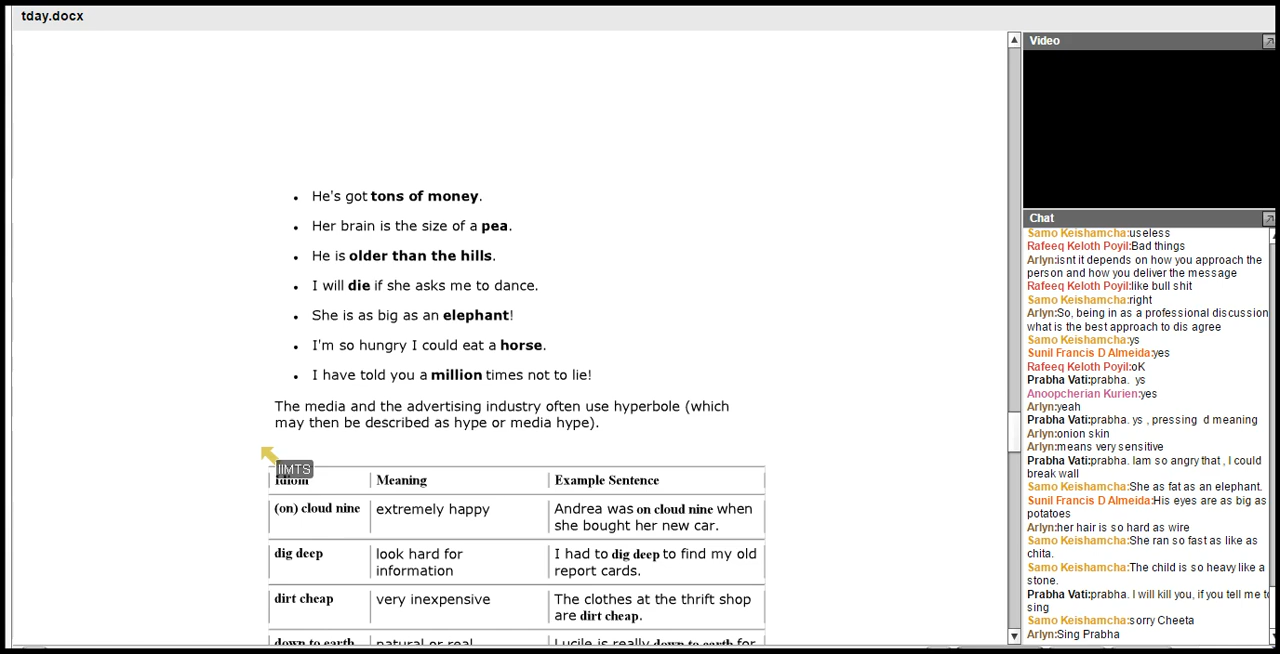 tday.docx
He's got tons of money.
Her brain is the size of a pea.
He is older than the hills.
I will die if she asks me to dance.
She is as big as an elephant!
I'm so hungry I could eat a horse.
I have told you a million times not to lie!
The media and the advertising industry often use hyperbole (which
may then be described as hype or media hype).
IIMTS
Idiom Meaning Example Sentence
(on) cloud nine extremely happy Andrea was on cloud nine when
she bought her new car.
dig deep look hard for I had to dig deep to find my old
information report cards.
dirt cheap very inexpensive The clothes at the thrift shop
are dirt cheap.
down to earth natural or real Lucile is really down to earth for
Video
Chat
Samo Keishamcha:useless
Rafeeq Keloth Poyil:Bad things
Arlyn:isnt it depends on how you approach the
person and how you deliver the message
Rafeeq Keloth Poyil:like bull shit
Samo Keishamcha:right
Arlyn:So, being in as a professional discussion
what is the best approach to dis agree
Samo Keishamcha:ys
Sunil Francis D Almeida:yes
Rafeeq Keloth Poyil:oK
Prabha Vati:prabha. ys
Anoopcherian Kurien:yes
Arlyn:yeah
Prabha Vati:prabha. ys , pressing d meaning
Arlyn:onion skin
Arlyn:means very sensitive
Prabha Vati:prabha. Iam so angry that , I could
break wall
Samo Keishamcha:She as fat as an elephant.
Sunil Francis D Almeida:His eyes are as big as
potatoes
Arlyn:her hair is so hard as wire
Samo Keishamcha:She ran so fast as like as
chita.
Samo Keishamcha:The child is so heavy like a
stone.
Prabha Vati:prabha. I will kill you, if you tell me to
sing
Samo Keishamcha:sorry Cheeta
Arlyn:Sing Prabha